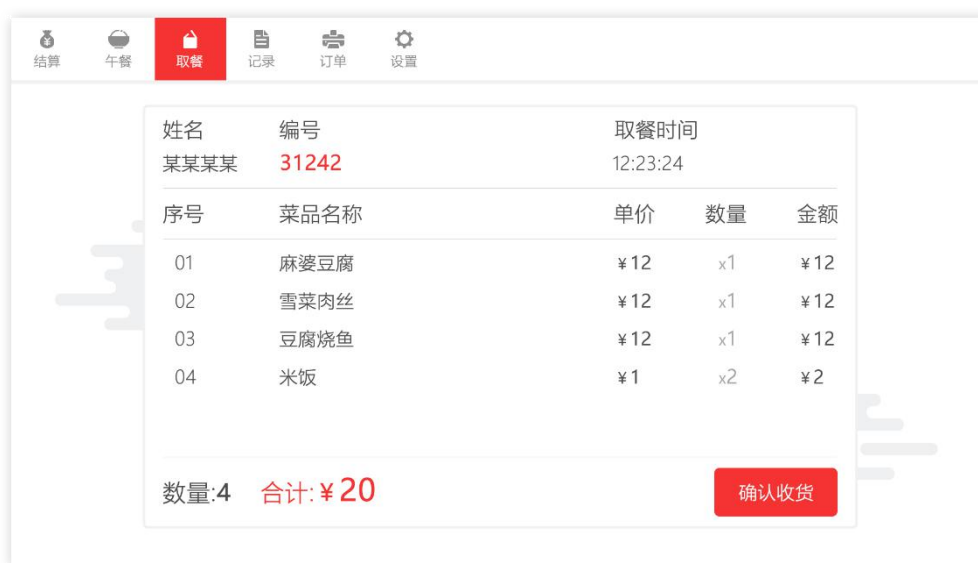 结算 午餐 取餐 记录 订单 设置
姓名 编号 取餐时间
某某某某 31242 12:23:24
序号 菜品名称 单价 数量 金额
01 麻婆豆腐 ¥12 x1 ¥12
02 雪菜肉丝 ¥12 x1 ¥12
03 豆腐烧鱼 ¥12 x1 ¥12
04 米饭 ¥1 x2 ¥2
数量:4 合计:¥20 确认收货